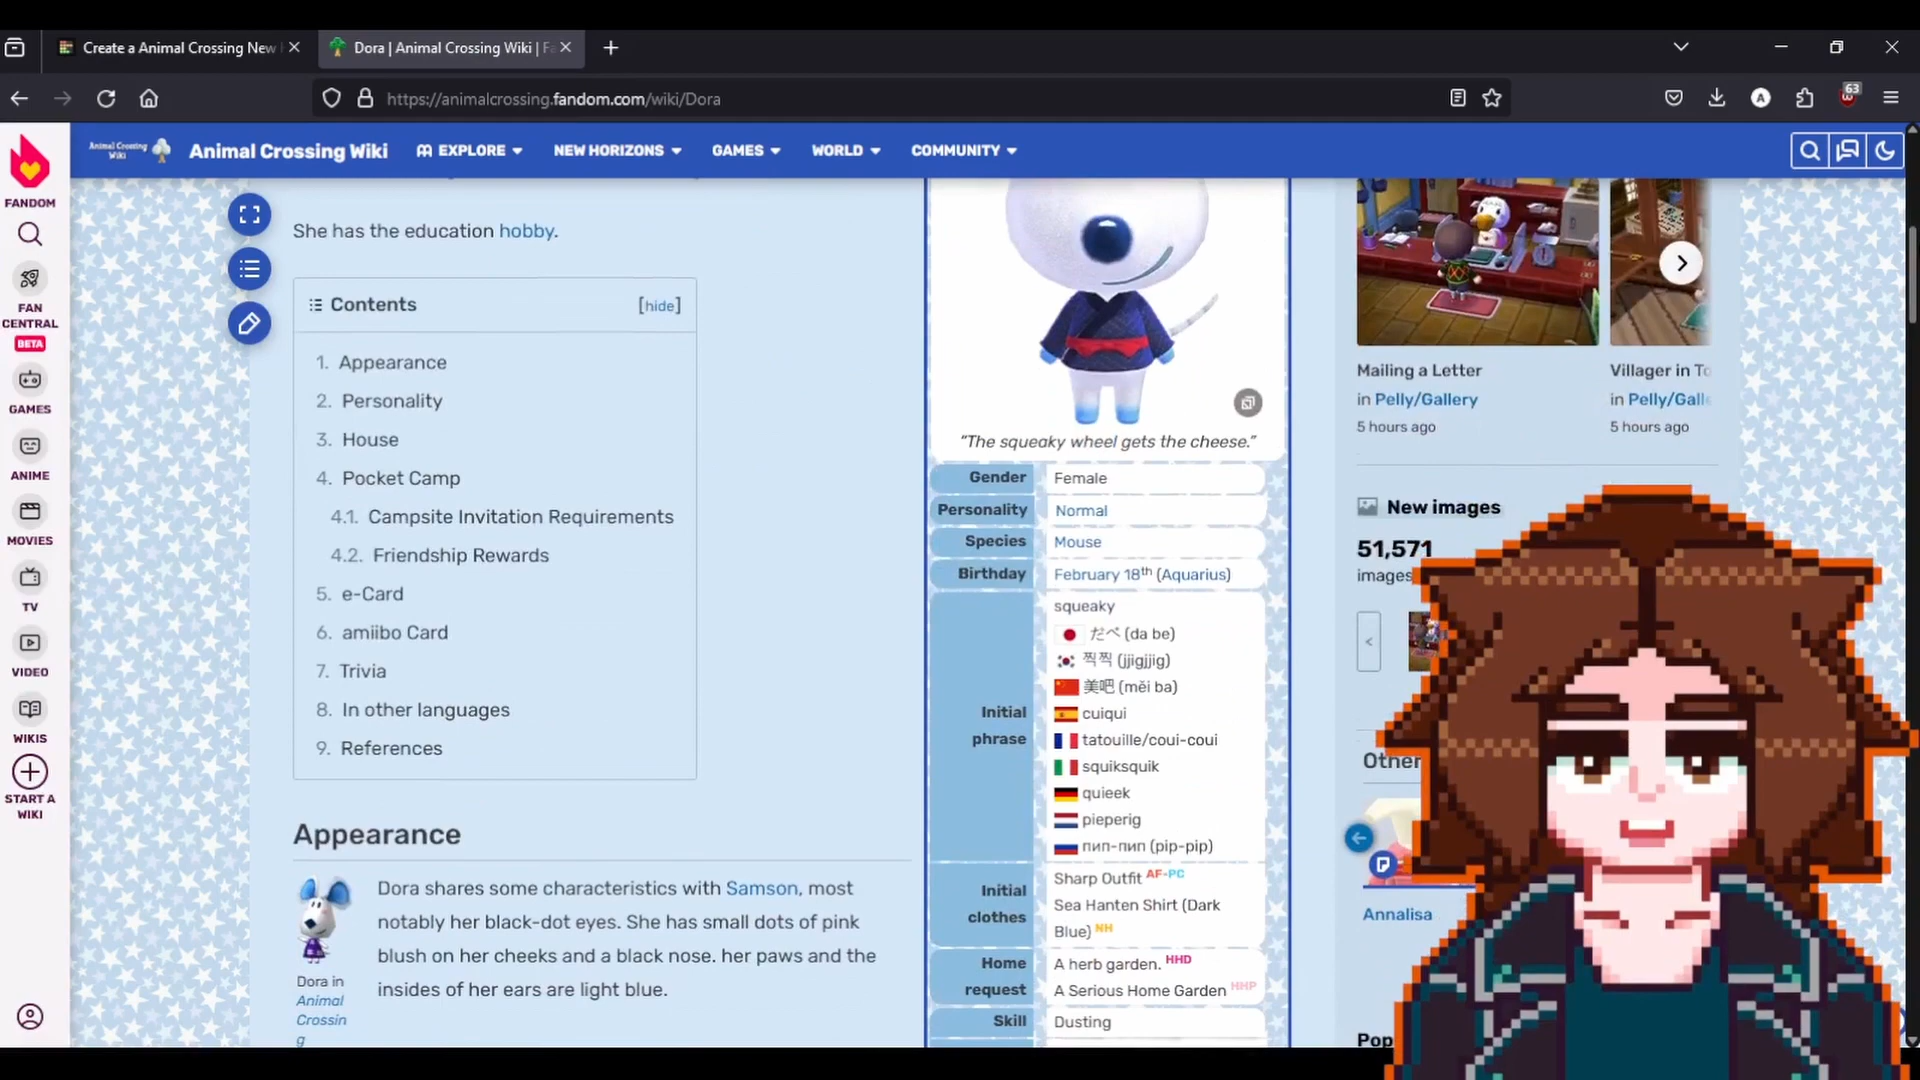 Create a Animal Crossing New
Dora | Animal Crossing Wiki | Fa
https://animalcrossing.fandom.com/wiki/Dora
A
63
Animal Crossing
Wiki
Animal Crossing Wiki
EXPLORE
NEW HORIZONS
GAMES
WORLD
COMMUNITY
FANDOM
FAN
CENTRAL
BETA
GAMES
ANIME
MOVIES
TV
VIDEO
WIKIS
START A
WIKI
She has the education hobby.
Contents [hide]
1. Appearance
2. Personality
3. House
4. Pocket Camp
4.1. Campsite Invitation Requirements
4.2. Friendship Rewards
5. e-Card
6. amiibo Card
7. Trivia
8. In other languages
9. References
Appearance
Dora shares some characteristics with Samson, most
notably her black-dot eyes. She has small dots of pink
blush on her cheeks and a black nose. her paws and the
insides of her ears are light blue.
Dora in
Animal
Crossin
g
"The squeaky wheel gets the cheese."
Gender Female
Personality Normal
Species Mouse
Birthday February 18th (Aquarius)
Initial
phrase
squeaky
だべ (da be)
찍찍 (jjigjjig)
美吧 (měi ba)
cuiqui
tatouille/coui-coui
squiksquik
quieek
pieperig
пип-пип (pip-pip)
Initial
clothes
Sharp Outfit AF-PC
Sea Hanten Shirt (Dark
Blue) NH
Home
request
A herb garden. HHD
A Serious Home Garden HHP
Skill Dusting
Mailing a Letter
in Pelly/Gallery
5 hours ago
Villager in To
in Pelly/Galle
5 hours ago
New images
51,571
images
<
Other
Annalisa
Pop